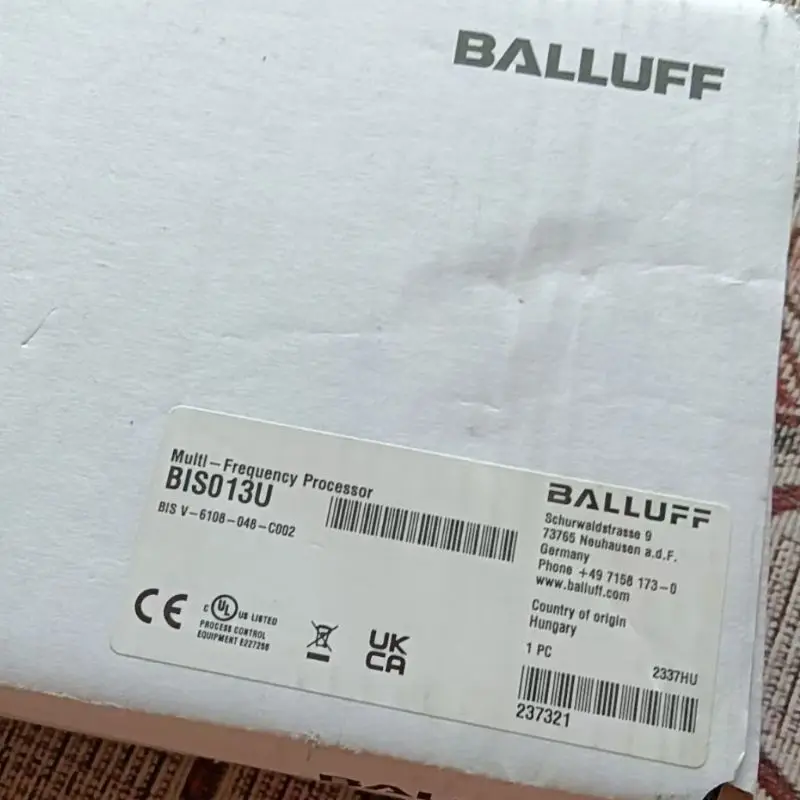 BALLUFF
Multi-Frequency Processor
BIS013U
BIS V-6108-048-C002
CE
C UL US LISTED
PROCESS CONTROL
EQUIPMENT E227256
UK
CA
BALLUFF
Schurwaldstrasse 9
73765 Neuhausen a.d.F.
Germany
Phone +49 7158 173-0
www.balluff.com
Country of origin
Hungary
1 PC
2337HU
237321